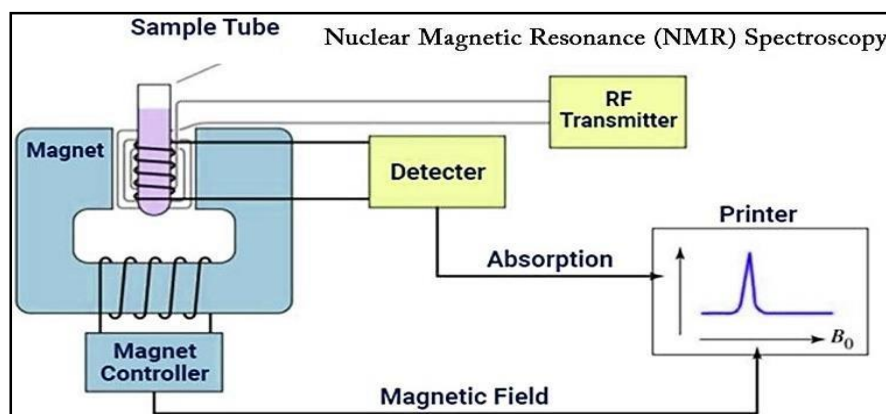 Sample Tube
Nuclear Magnetic Resonance (NMR) Spectroscopy
RF
Transmitter
Magnet
Detecter
Printer
Absorption
B0
Magnet
Controller
Magnetic Field